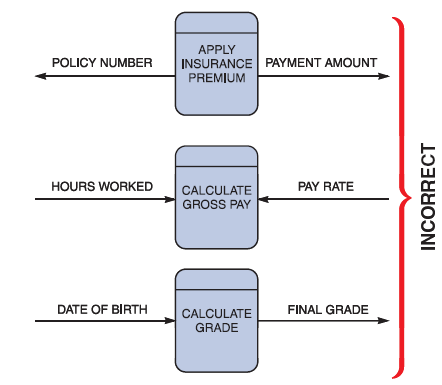 POLICY NUMBER
APPLY
INSURANCE
PREMIUM
PAYMENT AMOUNT
HOURS WORKED
CALCULATE
GROSS PAY
PAY RATE
DATE OF BIRTH
CALCULATE
GRADE
FINAL GRADE
INCORRECT